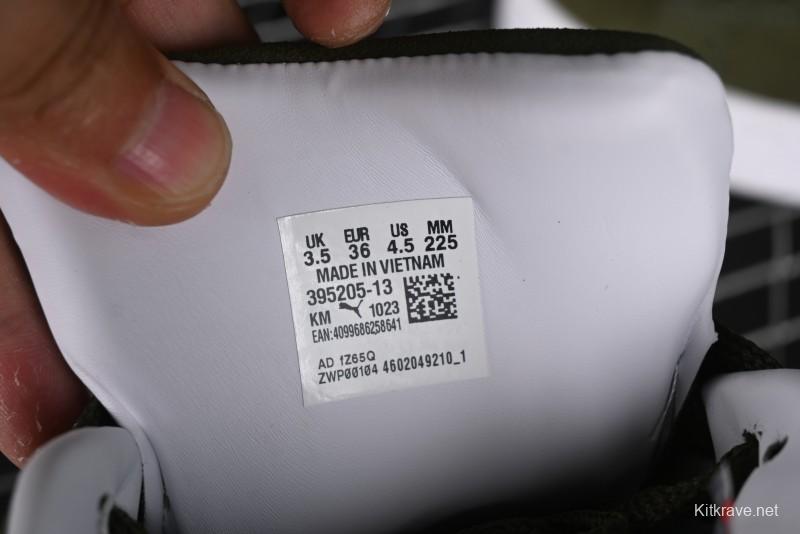 UK EUR US MM
3.5 36 4.5 225
MADE IN VIETNAM
395205-13
KM 1023
EAN:4099686258641
AD 1Z65Q
ZWP00104 4602049210_1
Kitkrave.net